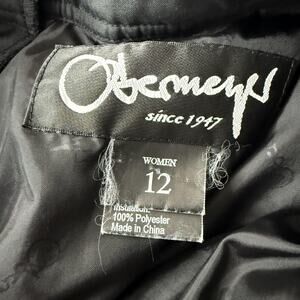 Obermeyer
since 1947
WOMEN
12
Insulation:
100% Polyester
Made in China